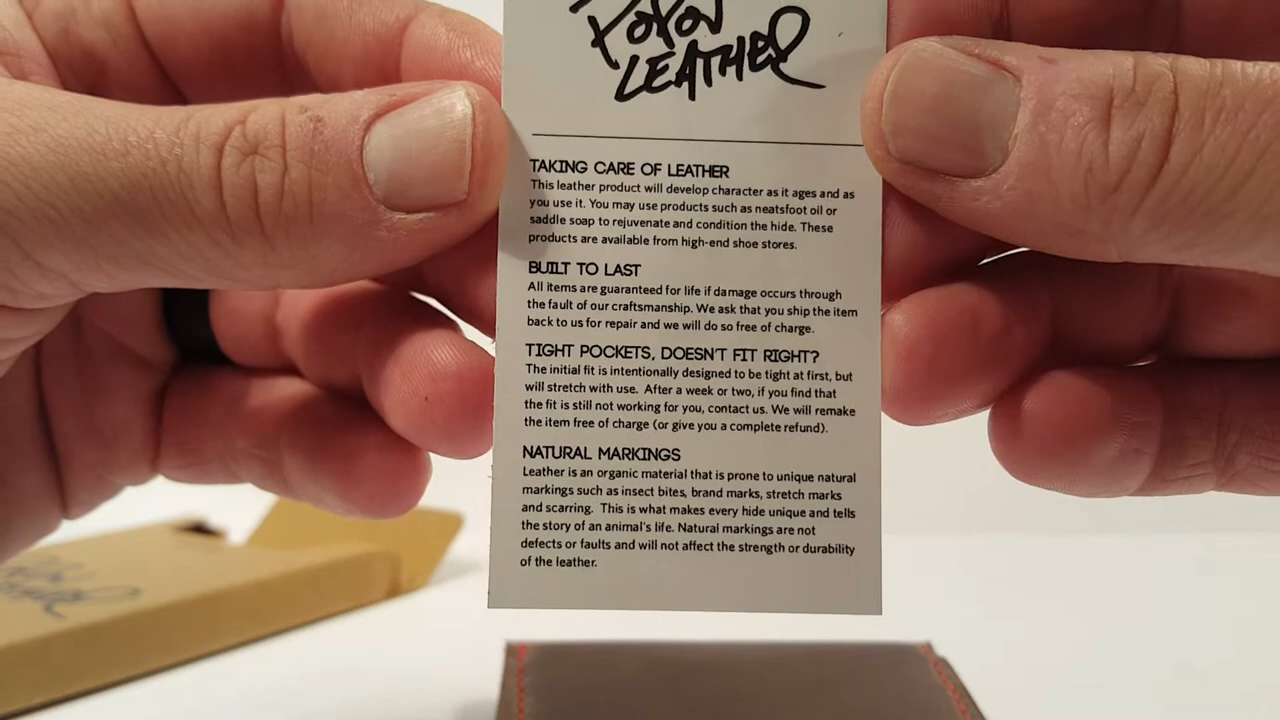 POPOV
LEATHER
TAKING CARE OF LEATHER
This leather product will develop character as it ages and as
you use it. You may use products such as neatsfoot oil or
saddle soap to rejuvenate and condition the hide. These
products are available from high-end shoe stores.
BUILT TO LAST
All items are guaranteed for life if damage occurs through
the fault of our craftsmanship. We ask that you ship the item
back to us for repair and we will do so free of charge.
TIGHT POCKETS, DOESN'T FIT RIGHT?
The initial fit is intentionally designed to be tight at first, but
will stretch with use. After a week or two, if you find that
the fit is still not working for you, contact us. We will remake
the item free of charge (or give you a complete refund).
NATURAL MARKINGS
Leather is an organic material that is prone to unique natural
markings such as insect bites, brand marks, stretch marks
and scarring. This is what makes every hide unique and tells
the story of an animal's life. Natural markings are not
defects or faults and will not affect the strength or durability
of the leather.